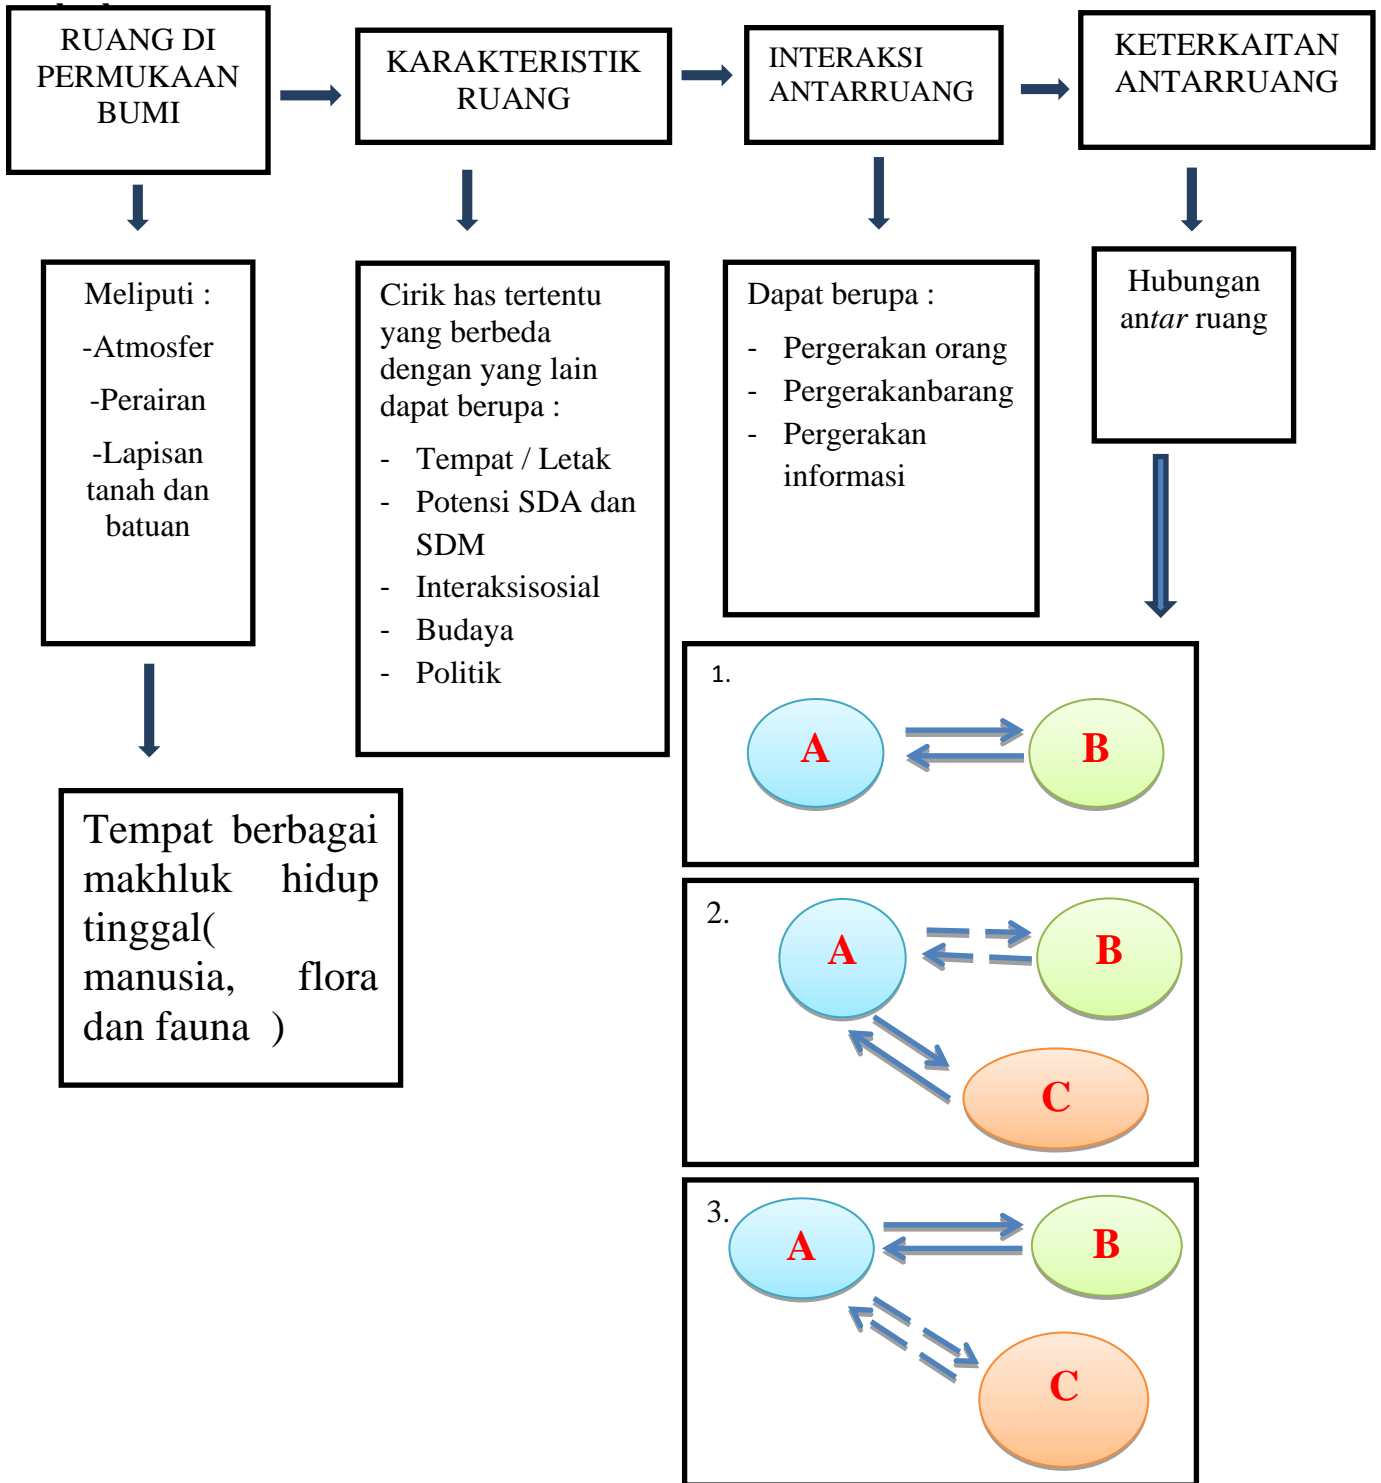 RUANG DI
PERMUKAAN
BUMI
KARAKTERISTIK
RUANG
INTERAKSI
ANTARRUANG
KETERKAITAN
ANTARRUANG
Meliputi :
-Atmosfer
-Perairan
-Lapisan
tanah dan
batuan
Cirik has tertentu
yang berbeda
dengan yang lain
dapat berupa :
- Tempat / Letak
- Potensi SDA dan
SDM
- Interaksisosial
- Budaya
- Politik
Dapat berupa :
- Pergerakan orang
- Pergerakanbarang
- Pergerakan
informasi
Hubungan
antar ruang
Tempat berbagai
makhluk hidup
tinggal(
manusia, flora
dan fauna )
1.
A B
2.
A B
C
3.
A B
C